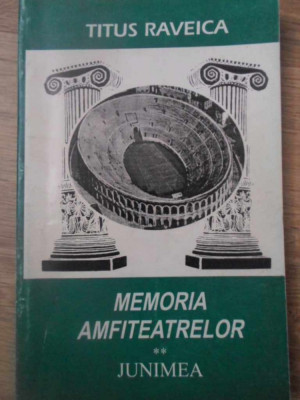 TITUS RAVEICA
MEMORIA
AMFITEATRELOR
**
JUNIMEA